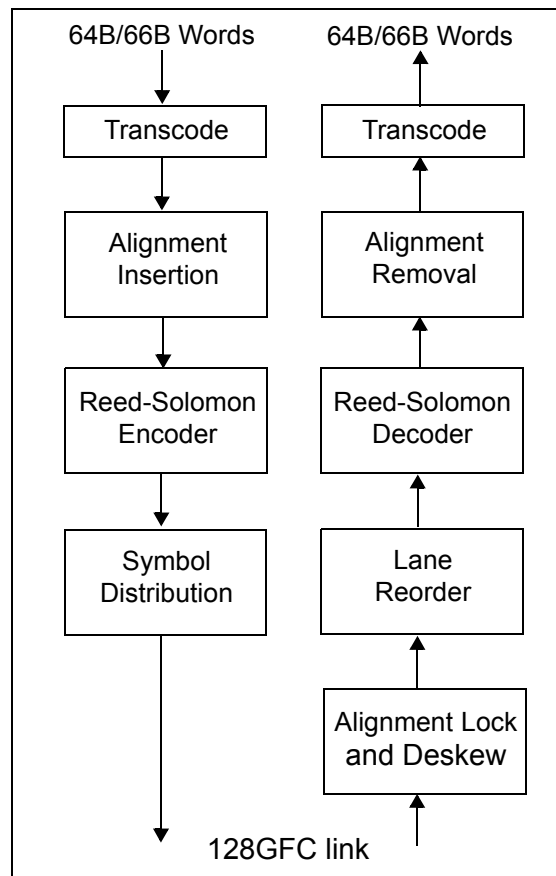 64B/66B Words
Transcode
Alignment
Insertion
Reed-Solomon
Encoder
Symbol
Distribution
64B/66B Words
Transcode
Alignment
Removal
Reed-Solomon
Decoder
Lane
Reorder
Alignment Lock
and Deskew
128GFC link